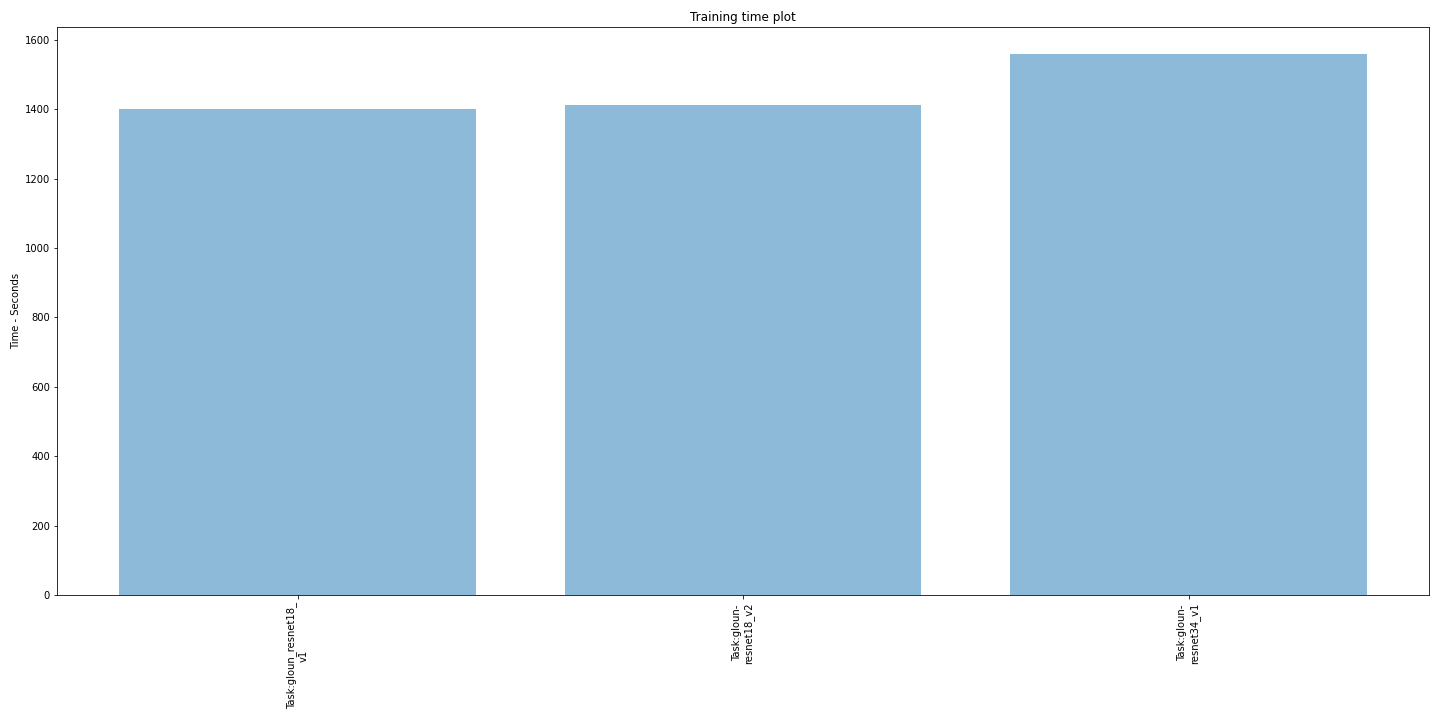 Training time plot
1600
1400
1200
1000
800
600
400
200
0
Time - Seconds
Task:gloun_resnet18_
v1
Task:gloun-
resnet18_v2
Task:gloun-
resnet34_v1